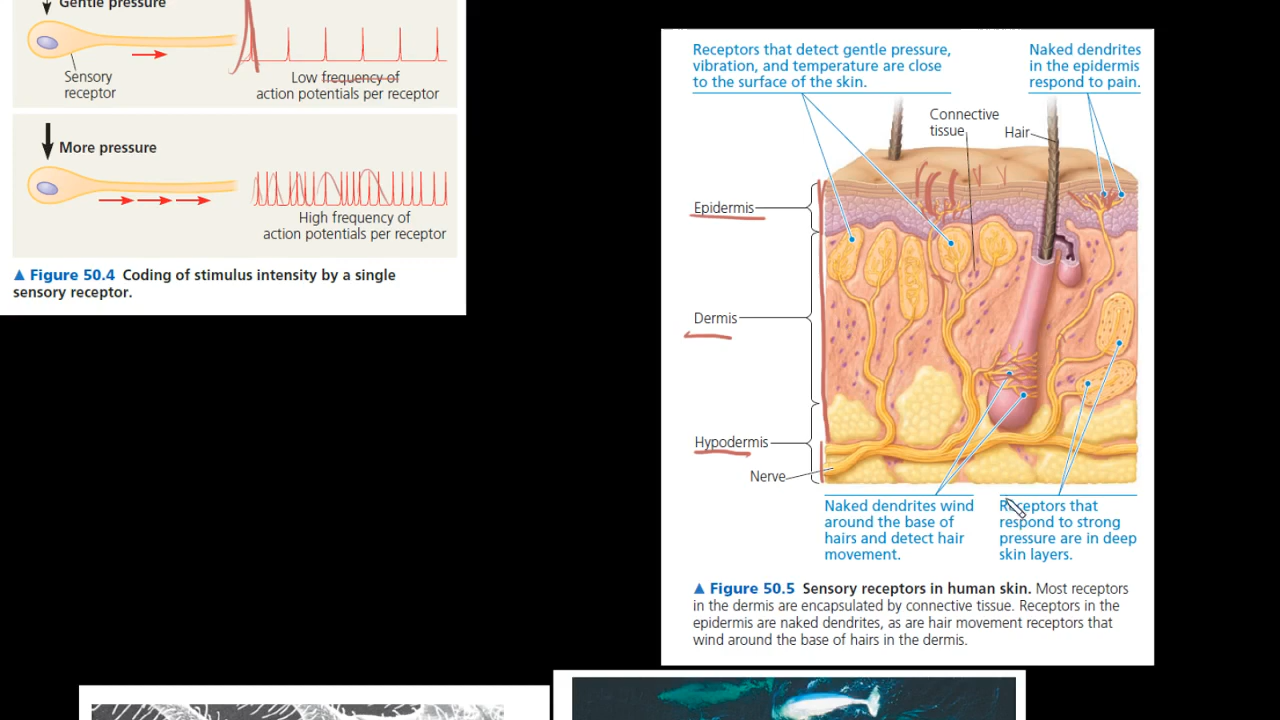 Gentle pressure
Sensory
receptor
Low frequency of
action potentials per receptor
More pressure
High frequency of
action potentials per receptor
▲ Figure 50.4 Coding of stimulus intensity by a single
sensory receptor.
Receptors that detect gentle pressure,
vibration, and temperature are close
to the surface of the skin.
Naked dendrites
in the epidermis
respond to pain.
Connective
tissue
Hair
Epidermis
Dermis
Hypodermis
Nerve
Naked dendrites wind
around the base of
hairs and detect hair
movement.
Receptors that
respond to strong
pressure are in deep
skin layers.
▲ Figure 50.5 Sensory receptors in human skin. Most receptors
in the dermis are encapsulated by connective tissue. Receptors in the
epidermis are naked dendrites, as are hair movement receptors that
wind around the base of hairs in the dermis.